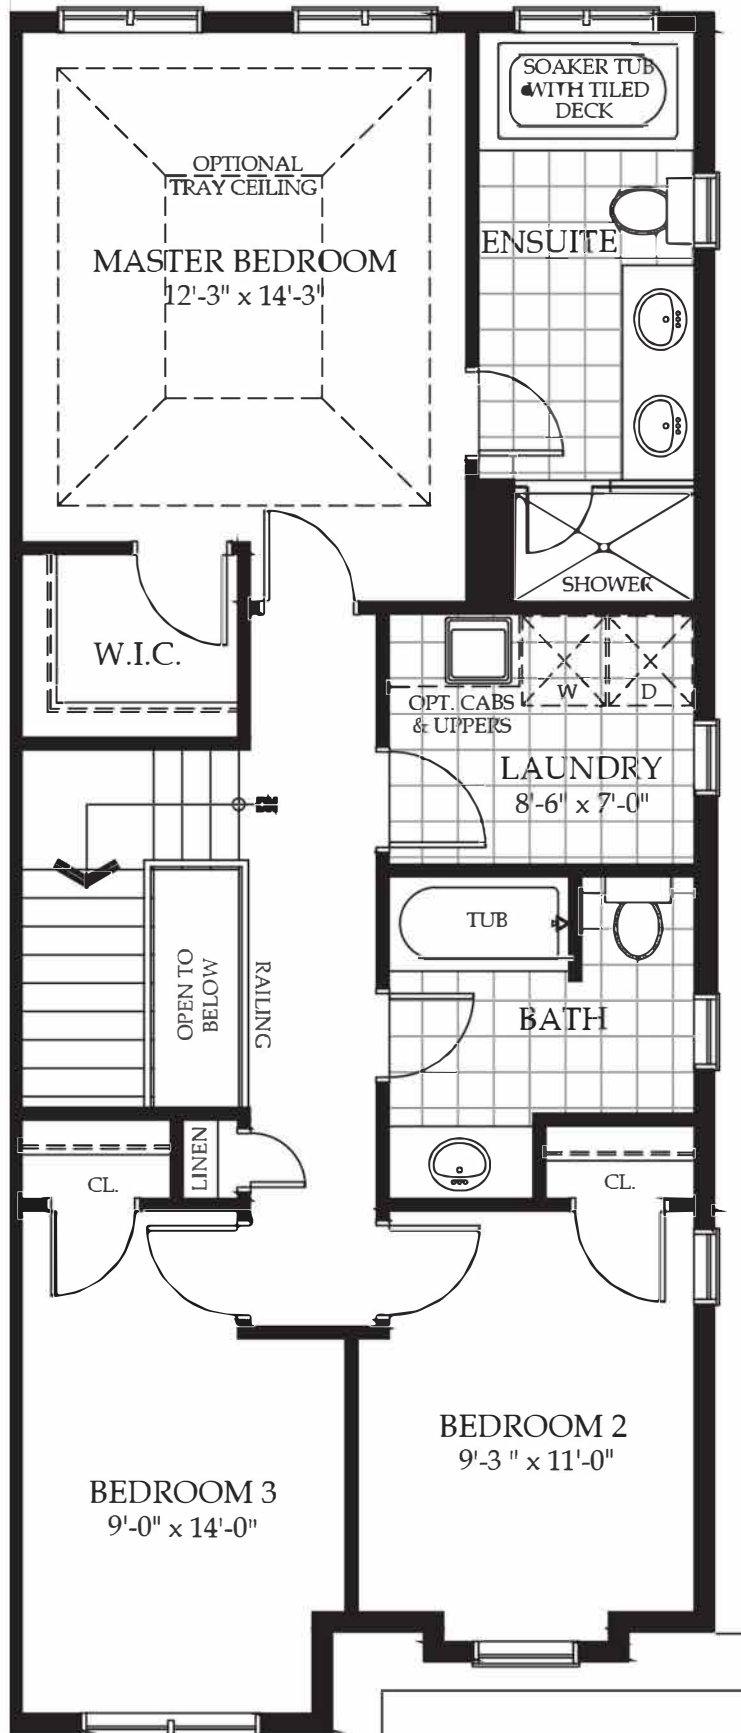 SOAKER TUB
WITH TILED
DECK
OPTIONAL
TRAY CEILING
ENSUITE
MASTER BEDROOM
12'-3" x 14'-3"
SHOWER
W.I.C.
W
D
OPT. CABS
& UPPERS
LAUNDRY
8'-6" x 7'-0"
TUB
OPEN TO
BELOW
RAILING
BATH
LINEN
CL.
CL.
BEDROOM 2
9'-3 " x 11'-0"
BEDROOM 3
9'-0" x 14'-0"